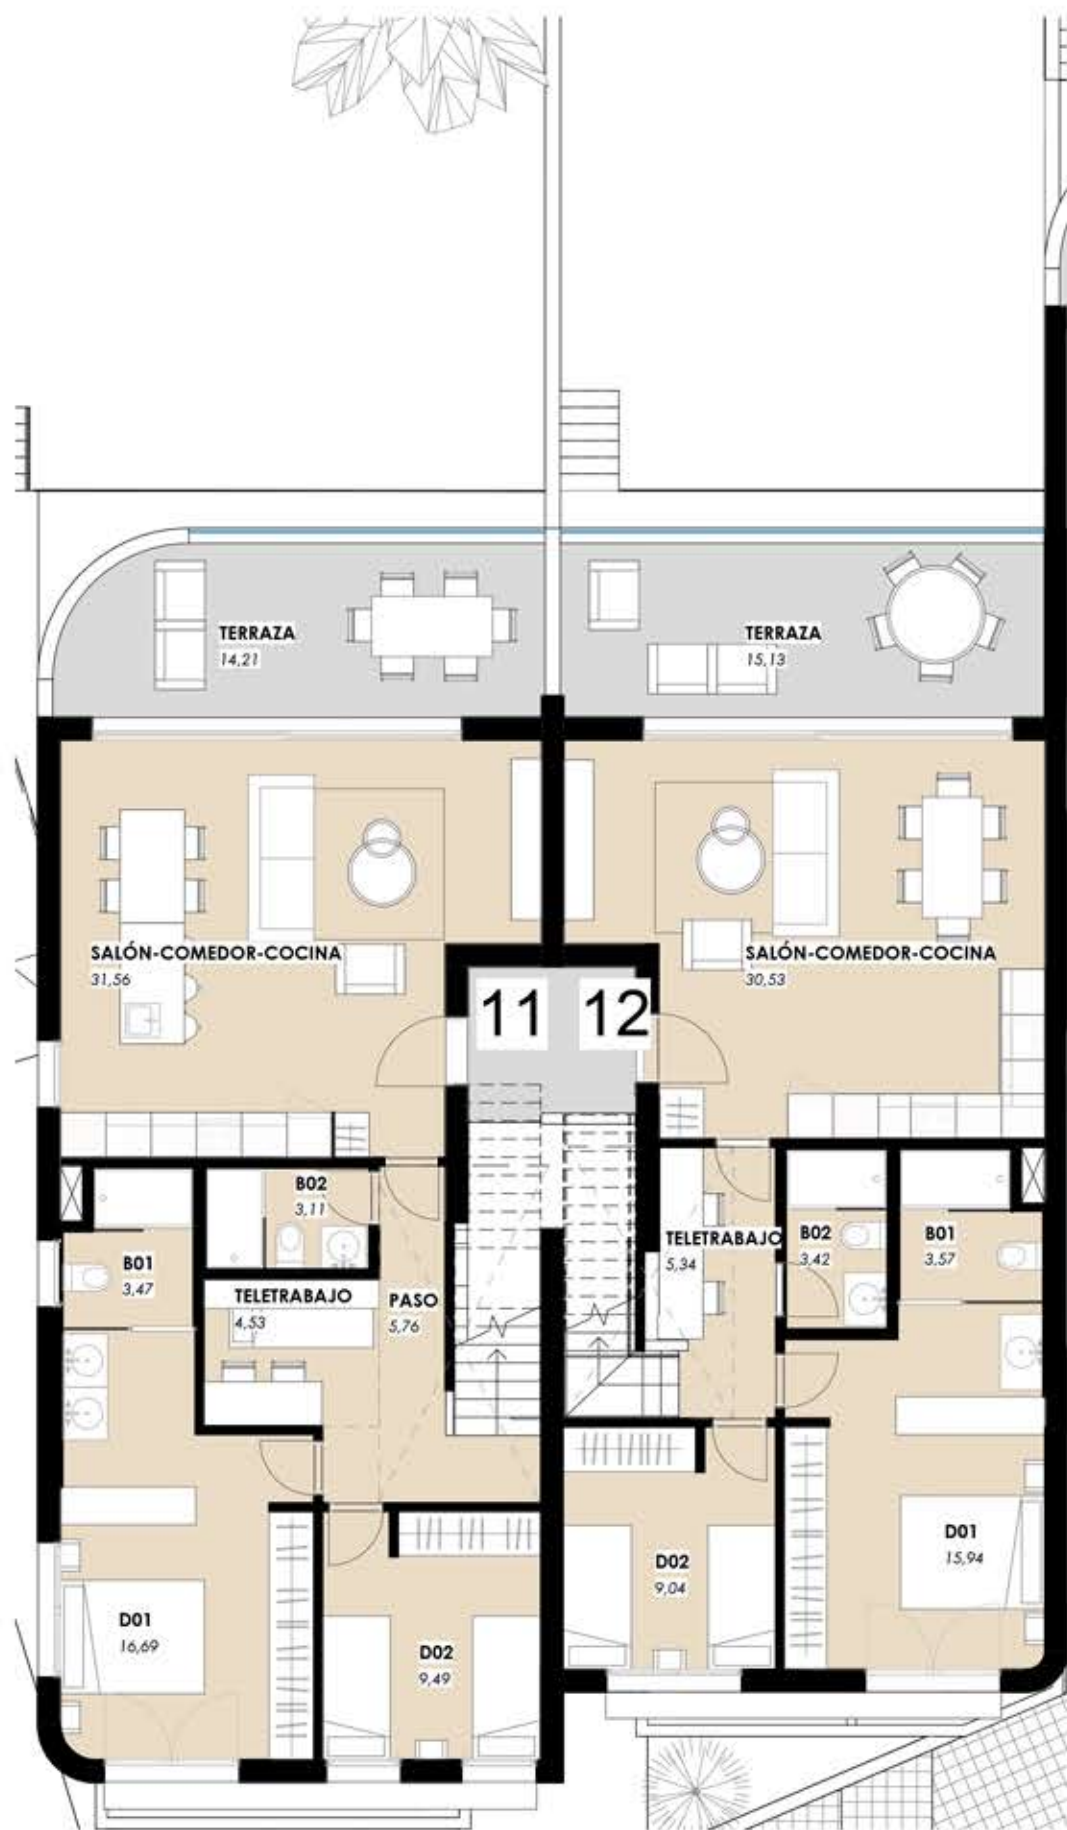 TERRAZA
14,21
TERRAZA
15,13
SALÓN-COMEDOR-COCINA
31,56
SALÓN-COMEDOR-COCINA
30,53
11
12
B02
3,11
B01
3,47
TELETRABAJO
4,53
PASO
5,76
TELETRABAJO
5,34
B02
3,42
B01
3,57
D01
16,69
D02
9,49
D02
9,04
D01
15,94